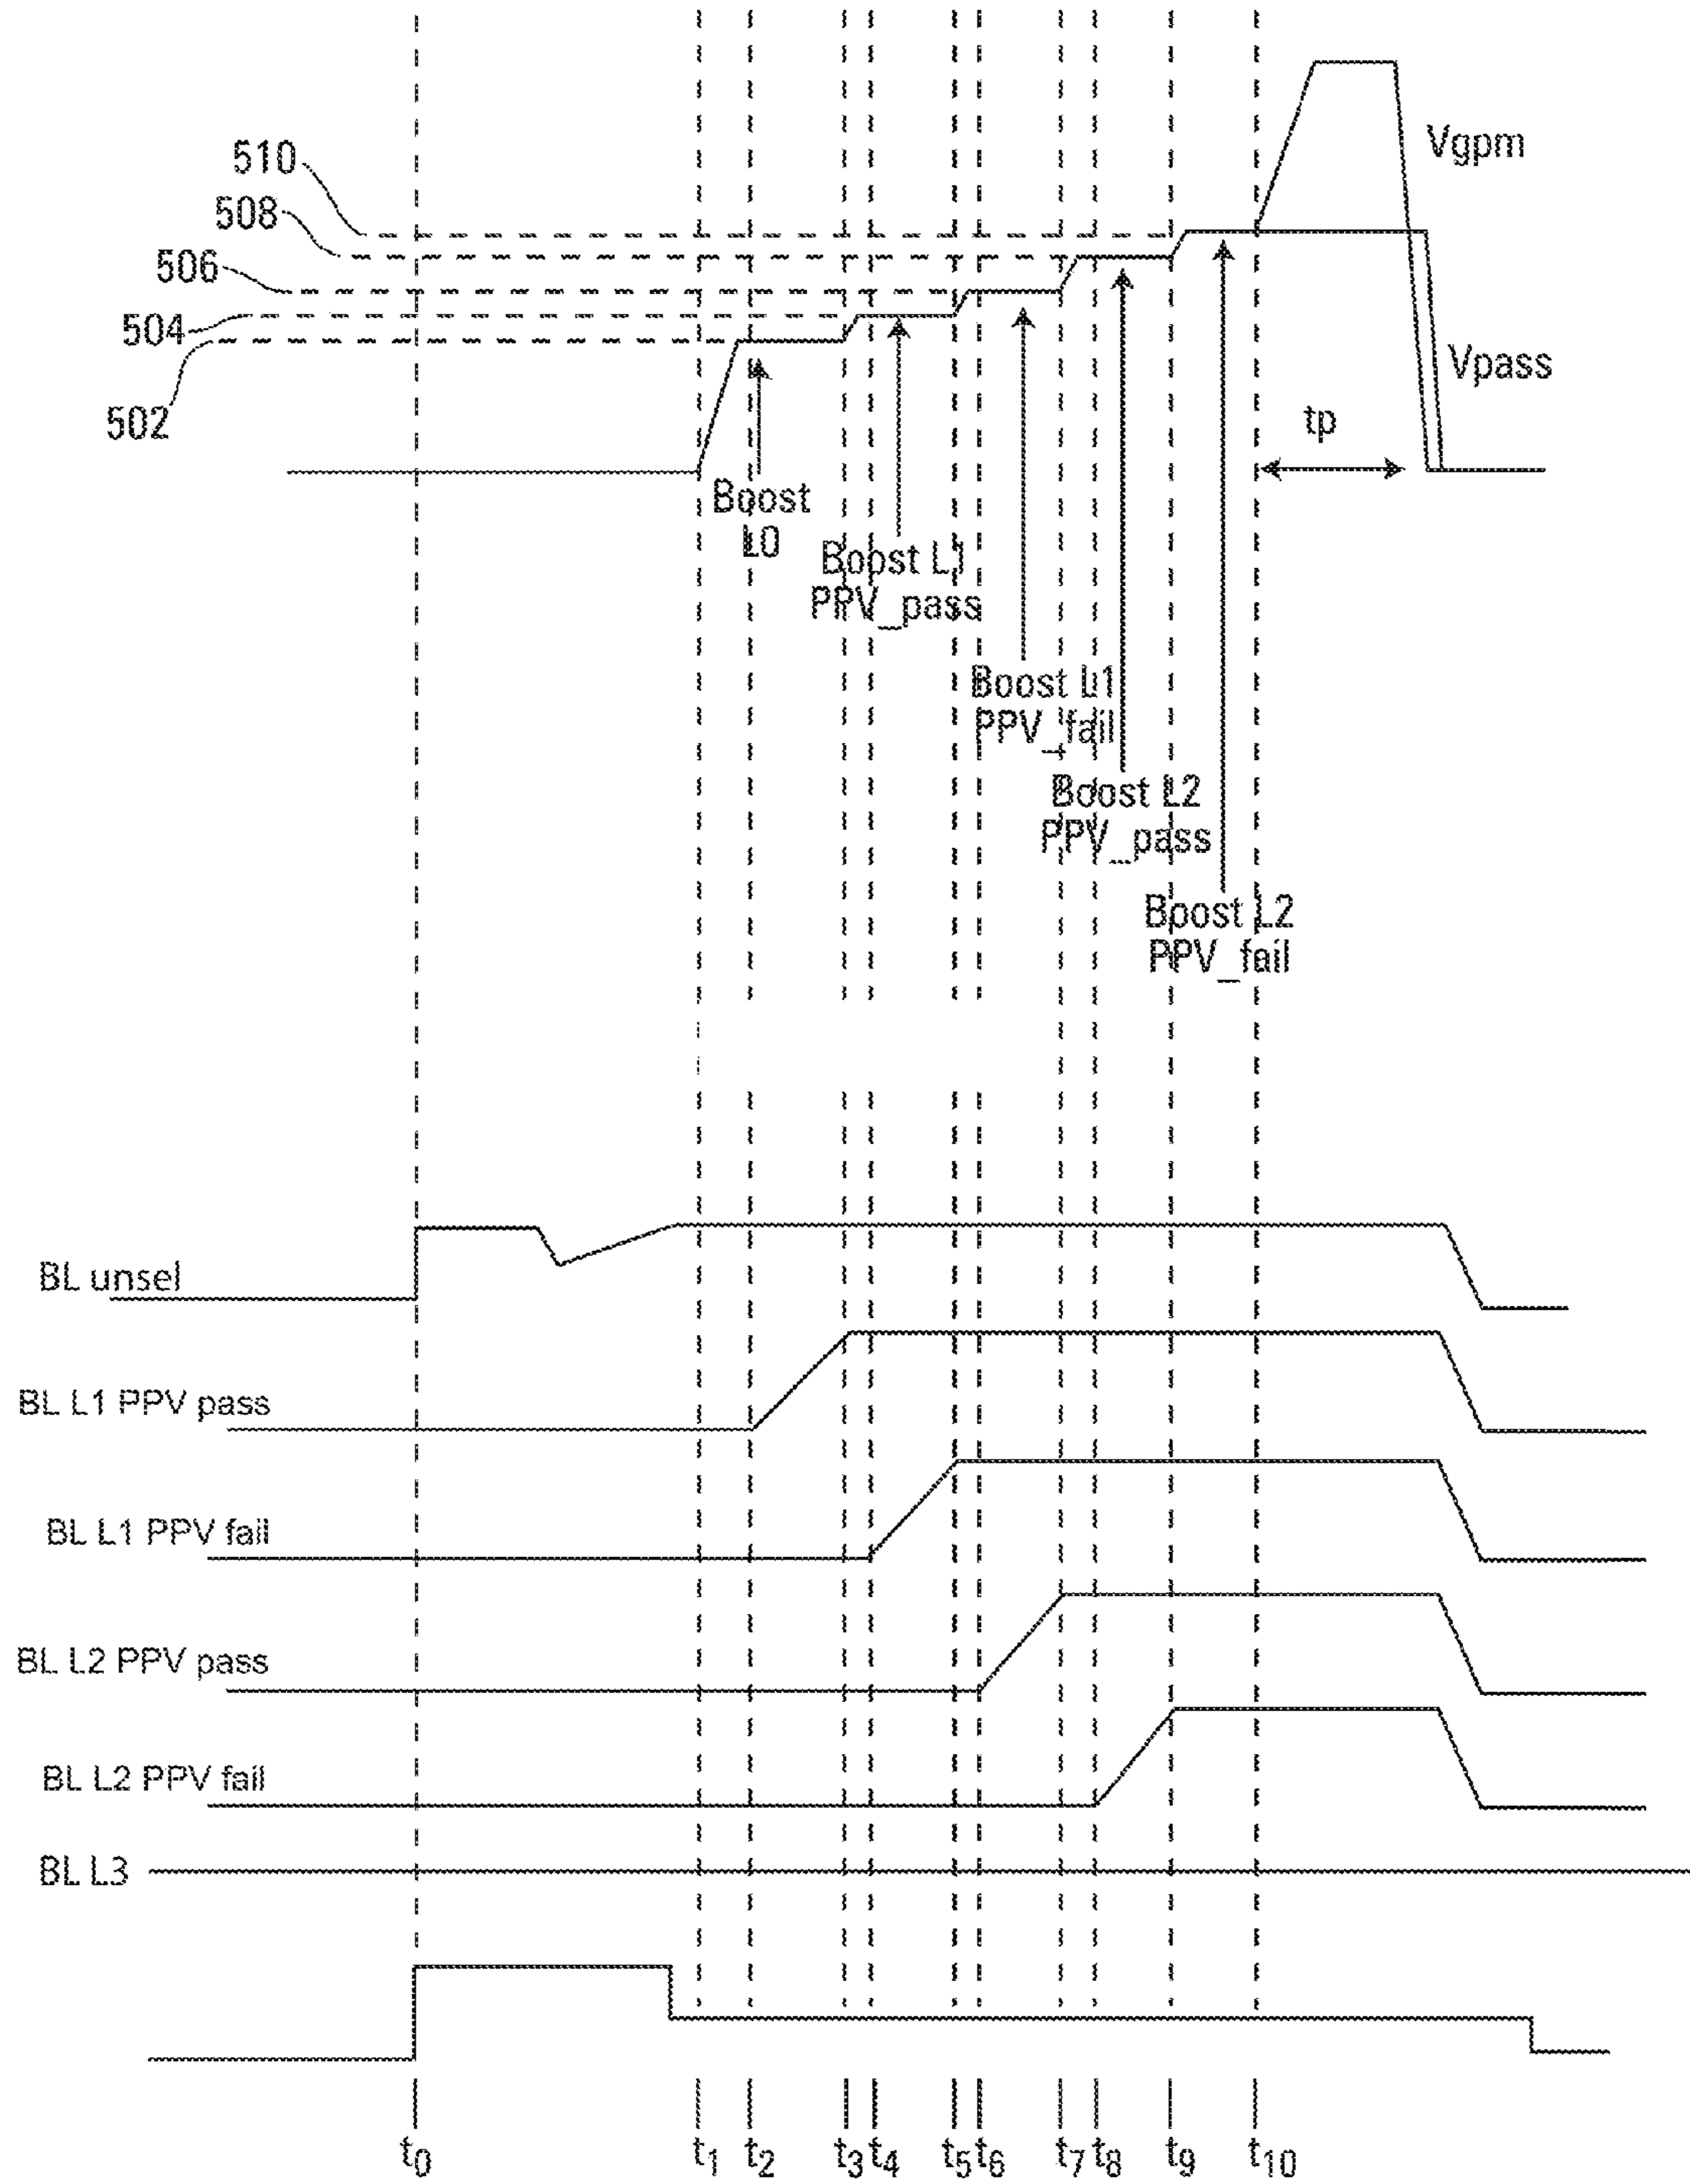 510
508
506
504
502
Vgpm
Vpass
tp
Boost
L0
Boost L1
PPV_pass
Boost L1
PPV_fail
Boost L2
PPV_pass
Boost L2
PPV_fail
BL unsel
BL L1 PPV pass
BL L1 PPV fail
BL L2 PPV pass
BL L2 PPV fail
BL L3
t0 t1 t2 t3 t4 t5 t6 t7 t8 t9 t10